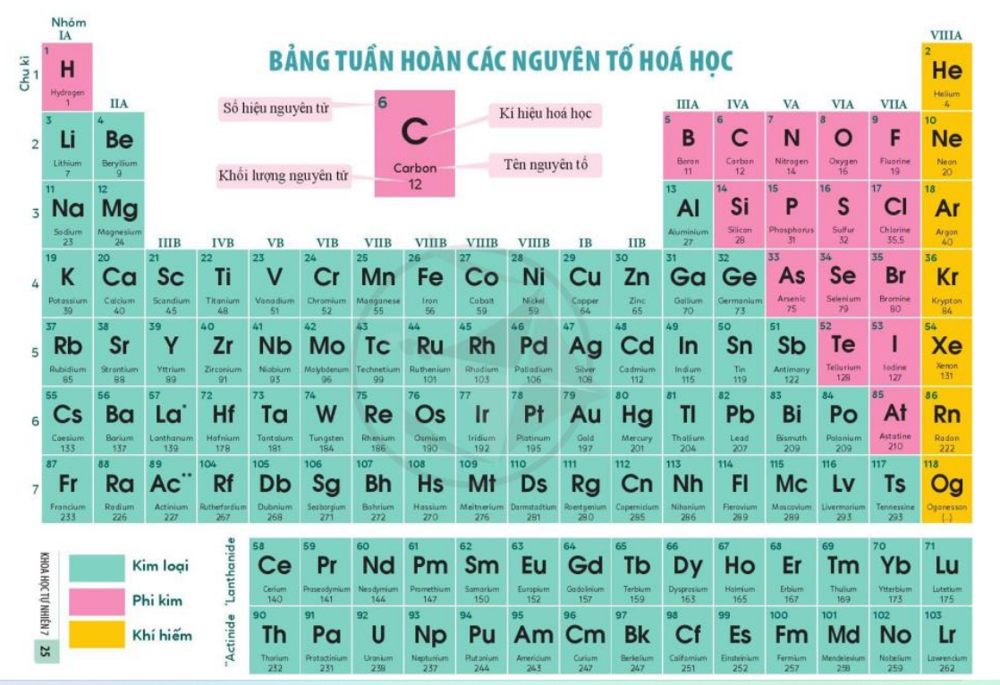 Nhóm
IA
VIIIA
Chu kì
BẢNG TUẦN HOÀN CÁC NGUYÊN TỐ HOÁ HỌC
1 2
1 H He
Hydrogen Helium
1 4
Số hiệu nguyên tử
Kí hiệu hoá học
Khối lượng nguyên tử
Tên nguyên tố
6
C
Carbon
12
IIA IIIA IVA VA VIA VIIA
3 4 5 6 7 8 9 10
2 Li Be B C N O F Ne
Lithium Beryllium Boron Carbon Nitrogen Oxygen Fluorine Neon
7 9 11 12 14 16 19 20
11 12 13 14 15 16 17 18
3 Na Mg Al Si P S Cl Ar
Sodium Magnesium Aluminium Silicon Phosphorus Sulfur Chlorine Argon
23 24 27 28 31 32 35,5 40
IIIB IVB VB VIB VIIB VIIIB VIIIB VIIIB IB IIB
19 20 21 22 23 24 25 26 27 28 29 30 31 32 33 34 35 36
4 K Ca Sc Ti V Cr Mn Fe Co Ni Cu Zn Ga Ge As Se Br Kr
Potassium Calcium Scandium Titanium Vanadium Chromium Manganese Iron Cobalt Nickel Copper Zinc Gallium Germanium Arsenic Selenium Bromine Krypton
39 40 45 48 51 52 55 56 59 59 64 65 70 73 75 79 80 84
37 38 39 40 41 42 43 44 45 46 47 48 49 50 51 52 53 54
5 Rb Sr Y Zr Nb Mo Tc Ru Rh Pd Ag Cd In Sn Sb Te I Xe
Rubidium Strontium Yttrium Zirconium Niobium Molybdenum Technetium Ruthenium Rhodium Palladium Silver Cadmium Indium Tin Antimony Tellurium Iodine Xenon
85 88 89 91 93 96 99 101 103 106 108 112 115 119 122 128 127 131
55 56 57 72 73 74 75 76 77 78 79 80 81 82 83 84 85 86
6 Cs Ba La* Hf Ta W Re Os Ir Pt Au Hg Tl Pb Bi Po At Rn
Caesium Barium Lanthanum Hafnium Tantalum Tungsten Rhenium Osmium Iridium Platinum Gold Mercury Thallium Lead Bismuth Polonium Astatine Radon
133 137 139 178 181 184 186 190 192 195 197 201 204 207 209 209 210 222
87 88 89 104 105 106 107 108 109 110 111 112 113 114 115 116 117 118
7 Fr Ra Ac** Rf Db Sg Bh Hs Mt Ds Rg Cn Nh Fl Mc Lv Ts Og
Francium Radium Actinium Rutherfordium Dubnium Seaborgium Bohrium Hassium Meitnerium Darmstadtium Roentgenium Copernicium Nihonium Flerovium Moscovium Livermorium Tennessine Oganesson
233 226 227 267 268 271 272 270 276 281 280 285 286 289 289 293 293 (...)
*Lanthanide
58 59 60 61 62 63 64 65 66 67 68 69 70 71
Ce Pr Nd Pm Sm Eu Gd Tb Dy Ho Er Tm Yb Lu
Cerium Praseodymium Neodymium Promethium Samarium Europium Gadolinium Terbium Dysprosium Holmium Erbium Thulium Ytterbium Lutetium
140 141 144 147 150 152 157 159 163 165 167 169 173 175
**Actinide
90 91 92 93 94 95 96 97 98 99 100 101 102 103
Th Pa U Np Pu Am Cm Bk Cf Es Fm Md No Lr
Thorium Protactinium Uranium Neptunium Plutonium Americium Curium Berkelium Californium Einsteinium Fermium Mendelevium Nobelium Lawrencium
232 231 238 237 244 243 247 247 251 252 257 258 259 262
Kim loại
Phi kim
Khí hiếm
KHOA HỌC TỰ NHIÊN 7
25